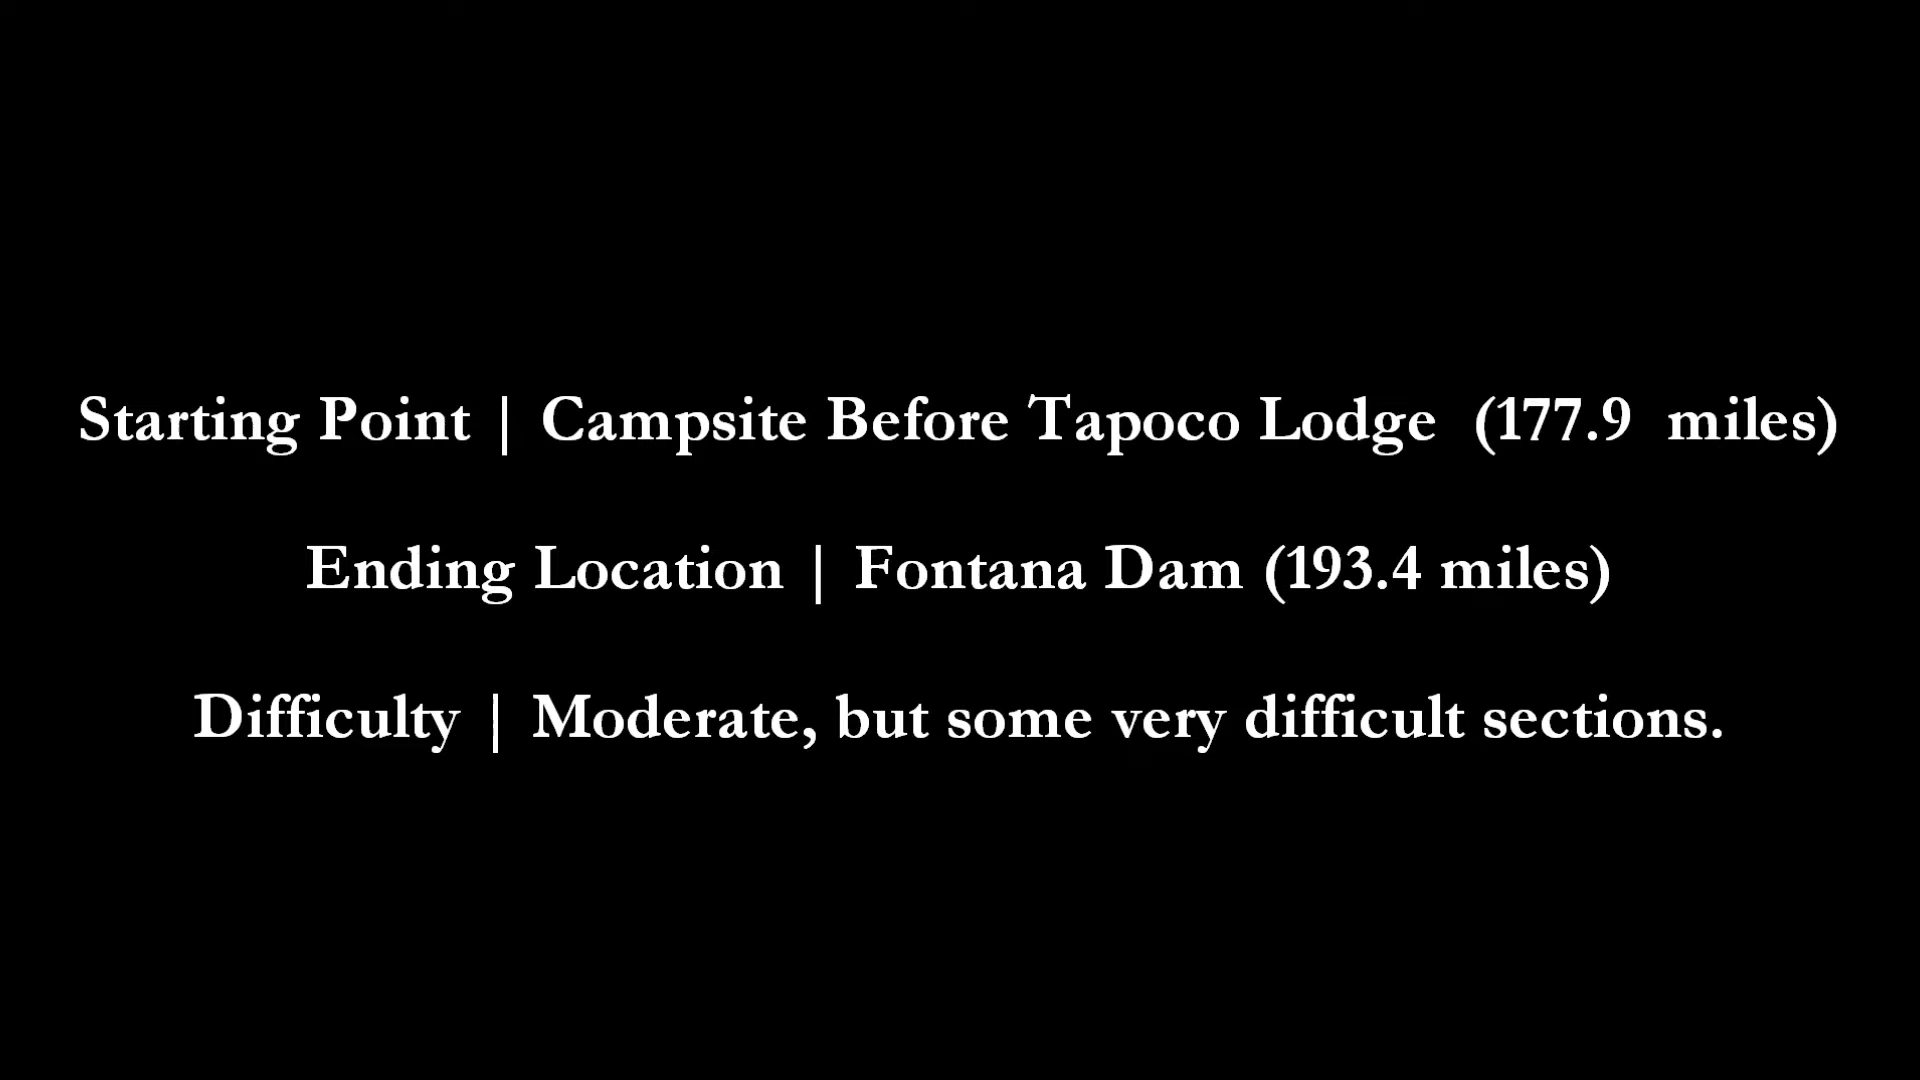 Starting Point | Campsite Before Tapoco Lodge  (177.9  miles)
Ending Location | Fontana Dam (193.4 miles)
Difficulty | Moderate, but some very difficult sections.